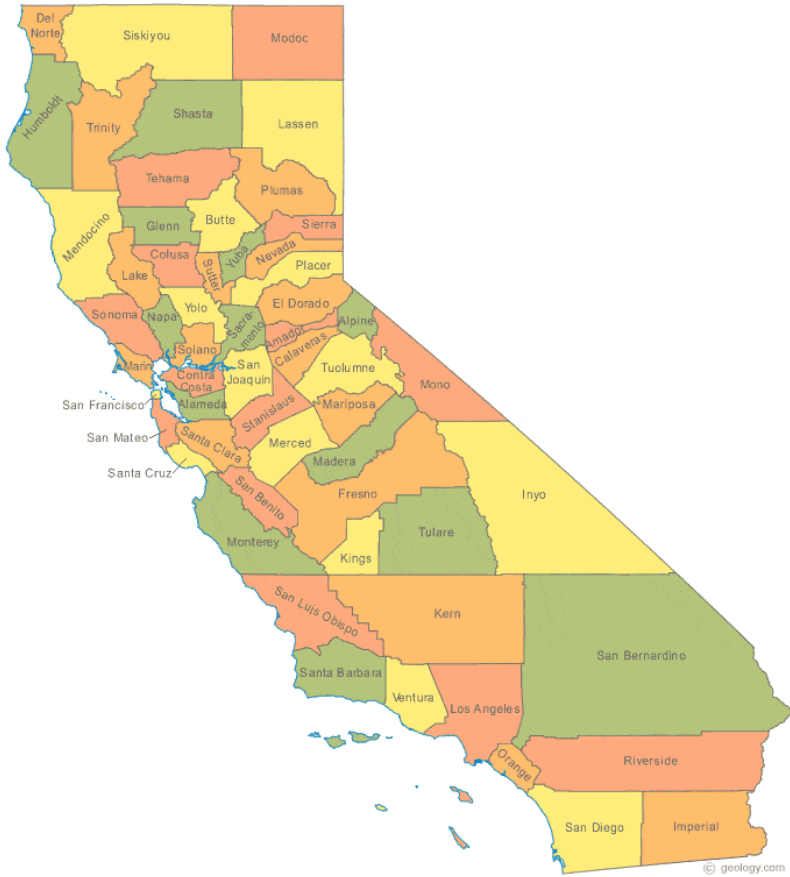 Del
Norte
Siskiyou
Modoc
Humboldt
Trinity
Shasta
Lassen
Tehama
Plumas
Mendocino
Glenn
Butte
Sierra
Lake
Colusa
Sutter
Yuba
Nevada
Placer
Sonoma
Napa
Yolo
El Dorado
Sacra-
mento
Amador
Alpine
Marin
Solano
Calaveras
Contra
Costa
San
Joaquin
Tuolumne
Mono
San Francisco
Alameda
Stanislaus
Mariposa
San Mateo
Santa Clara
Merced
Madera
Santa Cruz
San Benito
Fresno
Inyo
Monterey
Kings
Tulare
San Luis Obispo
Kern
San Bernardino
Santa Barbara
Ventura
Los Angeles
Orange
Riverside
San Diego
Imperial
© geology.com